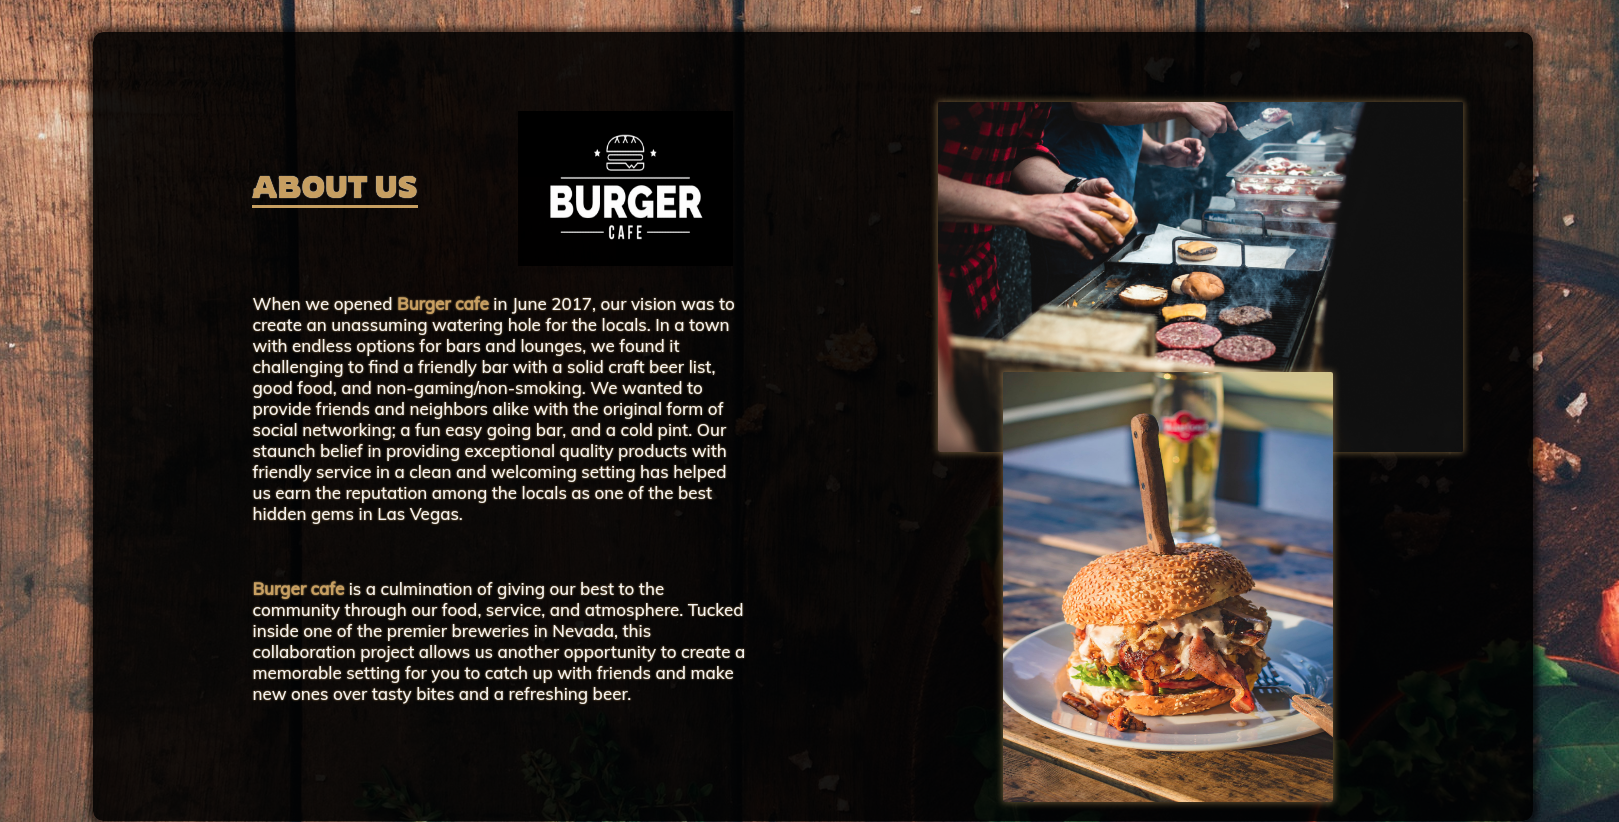 ABOUT US
BURGER
CAFE
When we opened Burger cafe in June 2017, our vision was to
create an unassuming watering hole for the locals. In a town
with endless options for bars and lounges, we found it
challenging to find a friendly bar with a solid craft beer list,
good food, and non-gaming/non-smoking. We wanted to
provide friends and neighbors alike with the original form of
social networking; a fun easy going bar, and a cold pint. Our
staunch belief in providing exceptional quality products with
friendly service in a clean and welcoming setting has helped
us earn the reputation among the locals as one of the best
hidden gems in Las Vegas.
Burger cafe is a culmination of giving our best to the
community through our food, service, and atmosphere. Tucked
inside one of the premier breweries in Nevada, this
collaboration project allows us another opportunity to create a
memorable setting for you to catch up with friends and make
new ones over tasty bites and a refreshing beer.